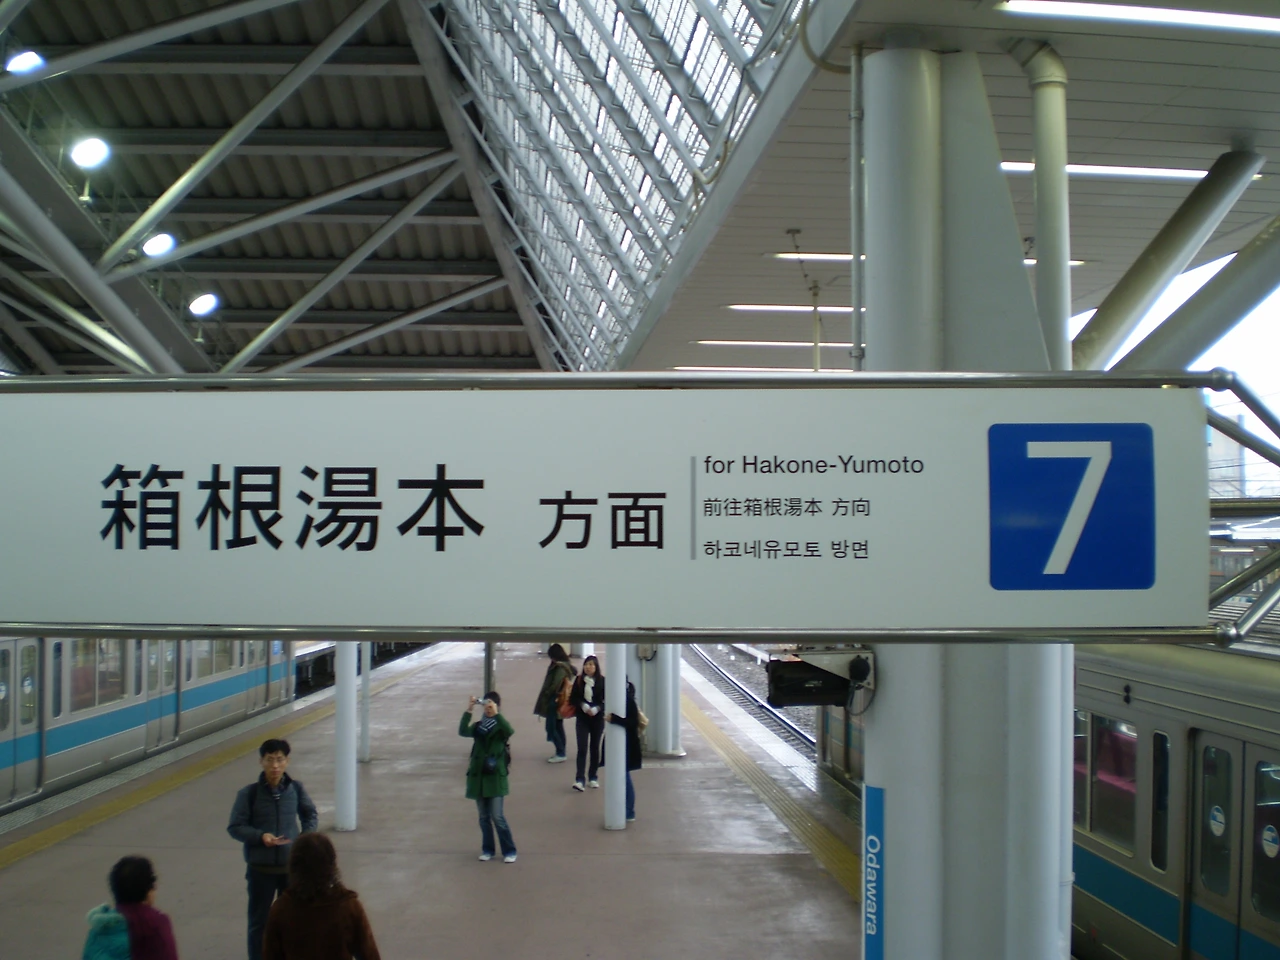 箱根湯本 方面
for Hakone-Yumoto
前往箱根湯本 方向
하코네유모토 방면
7
Odawara